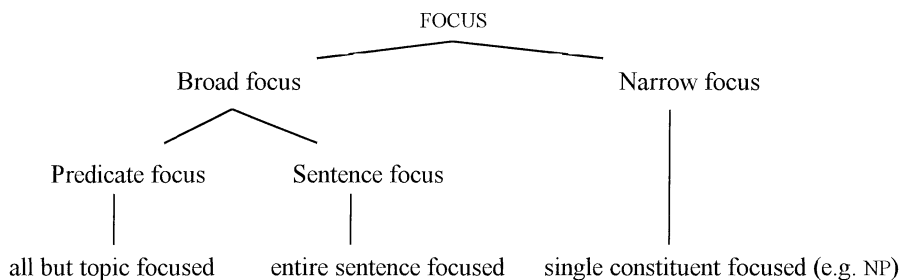 FOCUS
Broad focus Narrow focus
Predicate focus Sentence focus
all but topic focused entire sentence focused single constituent focused (e.g. NP)